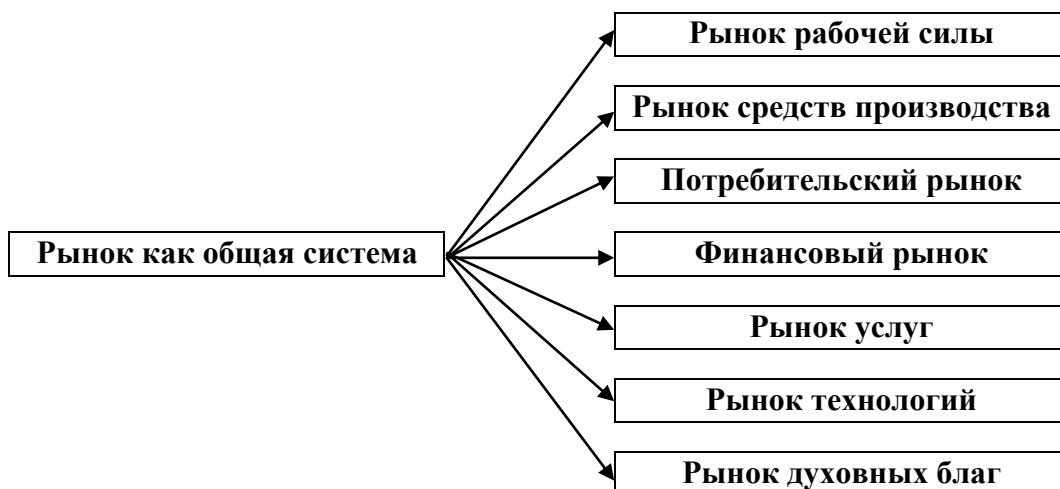 Рынок рабочей силы
Рынок средств производства
Потребительский рынок
Рынок как общая система
Финансовый рынок
Рынок услуг
Рынок технологий
Рынок духовных благ